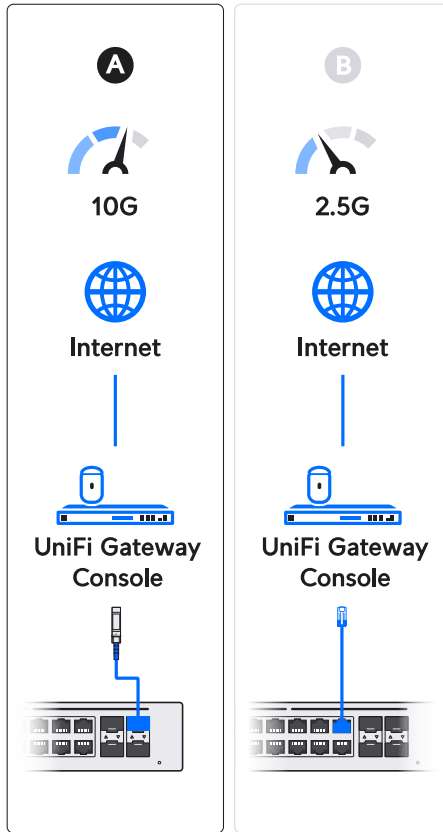 A
10G
Internet
UniFi Gateway
Console
B
2.5G
Internet
UniFi Gateway
Console